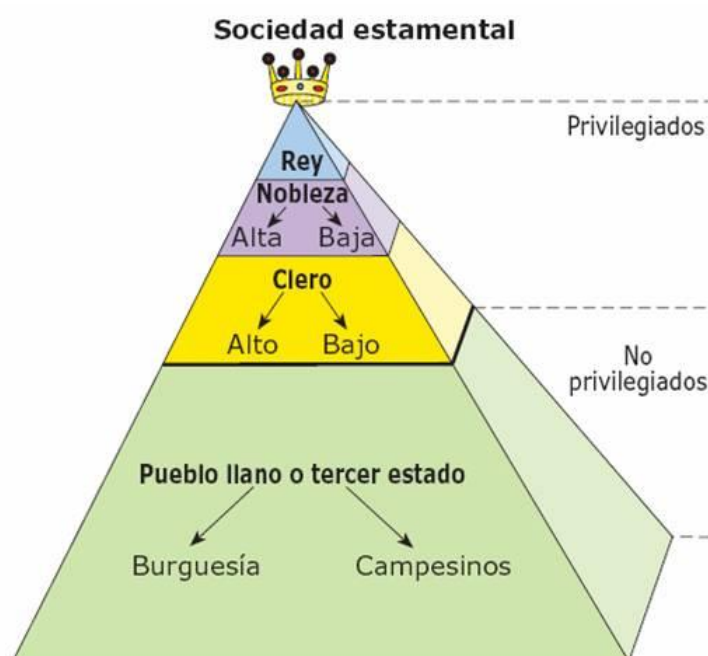 Sociedad estamental
Privilegiados
Rey
Nobleza
Alta Baja
Clero
Alto Bajo
No
privilegiados
Pueblo llano o tercer estado
Burguesía Campesinos